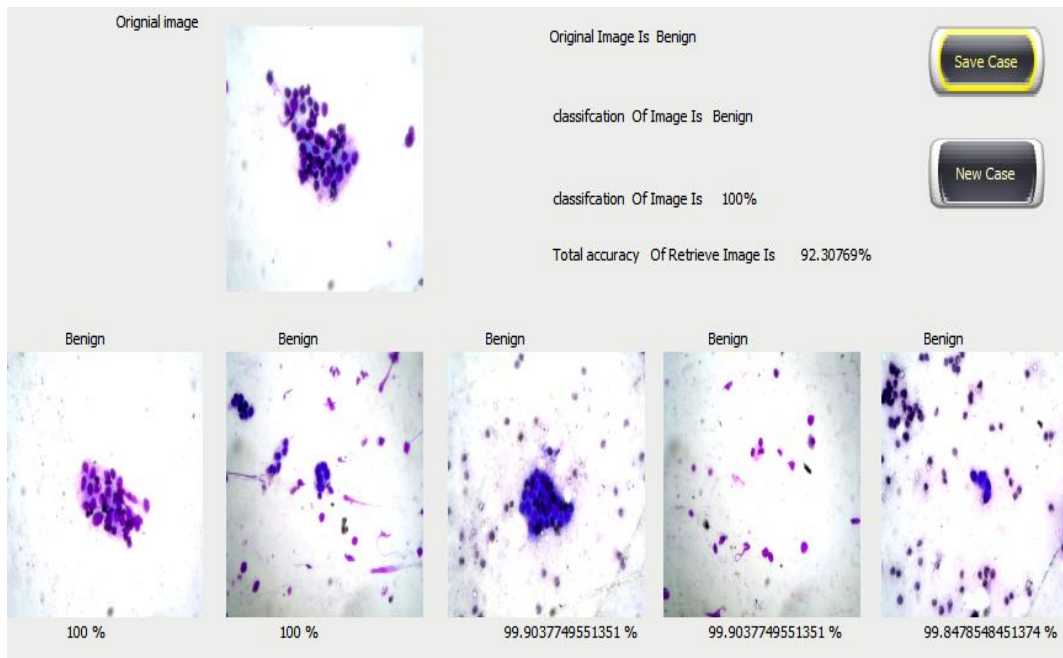 Orignial image
Original Image Is Benign
Save Case
classifcation Of Image Is Benign
New Case
classifcation Of Image Is 100%
Total accuracy Of Retrieve Image Is 92.30769%
Benign
Benign
Benign
Benign
Benign
100 %
100 %
99.9037749551351 %
99.9037749551351 %
99.8478548451374 %